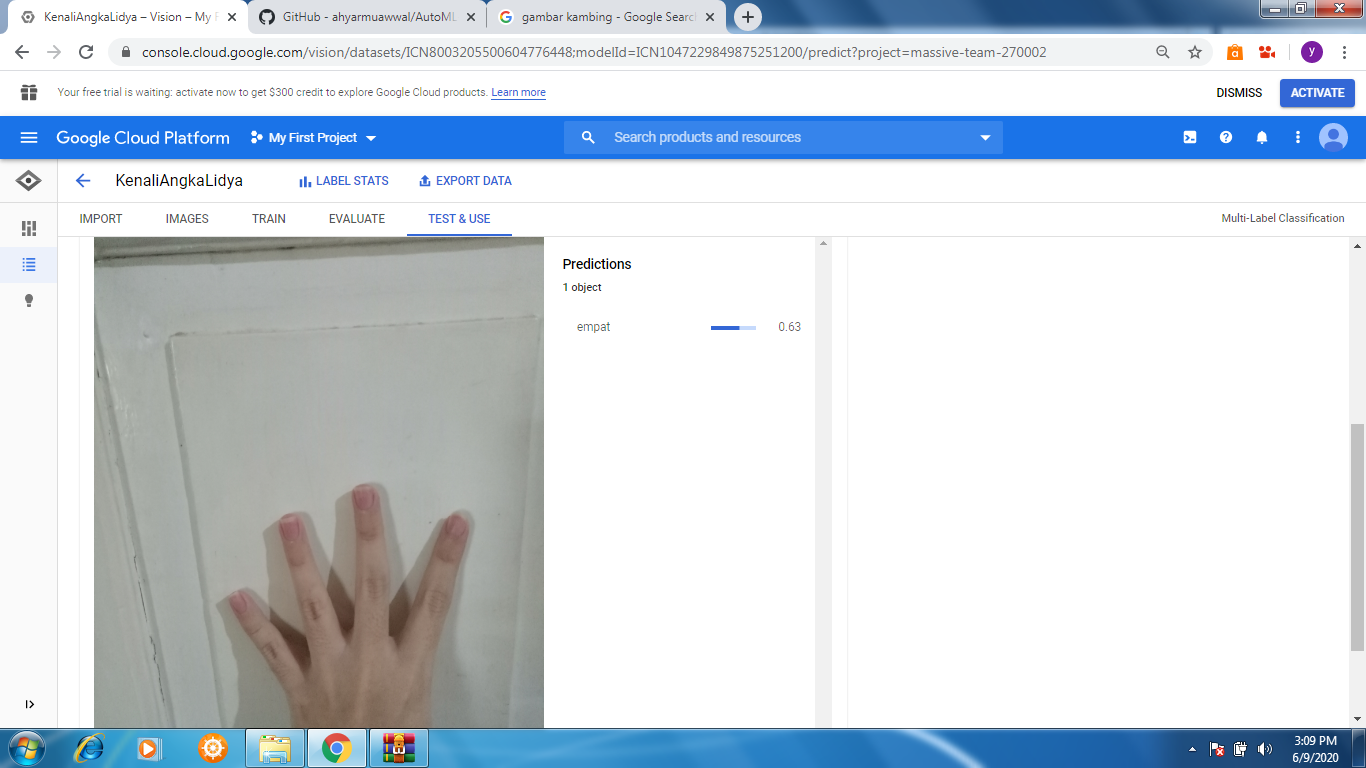 KenaliAngkaLidya – Vision – My F
GitHub - ahyarmuawwal/AutoML
gambar kambing - Google Searc
console.cloud.google.com/vision/datasets/ICN8003205500604776448;modelId=ICN1047229849875251200/predict?project=massive-team-270002
y
Your free trial is waiting: activate now to get $300 credit to explore Google Cloud products. Learn more
DISMISS
ACTIVATE
Google Cloud Platform
My First Project
Search products and resources
KenaliAngkaLidya
LABEL STATS
EXPORT DATA
IMPORT
IMAGES
TRAIN
EVALUATE
TEST & USE
Multi-Label Classification
Predictions
1 object
empat
0.63
3:09 PM
6/9/2020